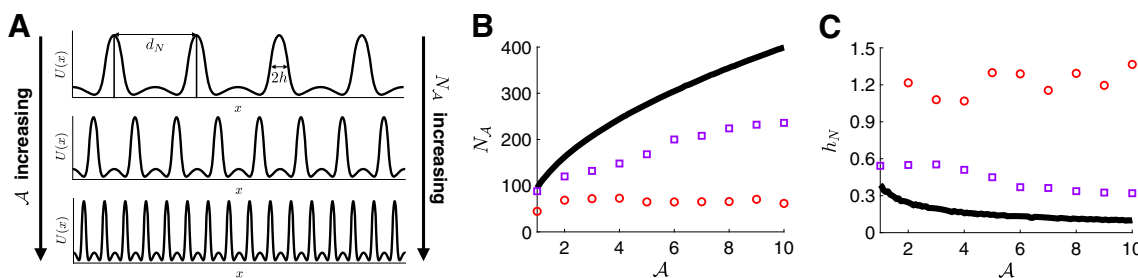 A
𝒜 increasing
U(x)
d_N
2h
x
U(x)
x
U(x)
x
N_𝒜 increasing
B
N_𝒜
400
300
200
100
0
2
4
6
8
10
𝒜
C
h_N
1.5
1.2
0.9
0.6
0.3
0
2
4
6
8
10
𝒜